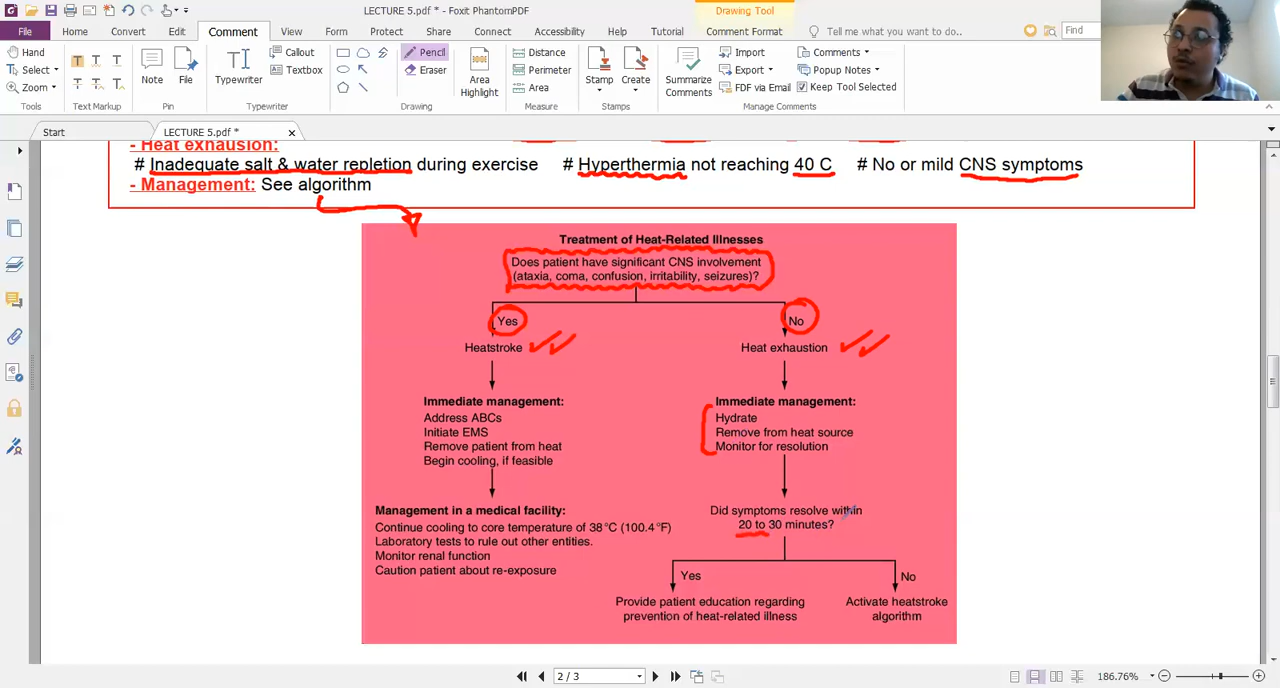 LECTURE 5.pdf * - Foxit PhantomPDF
Drawing Tool
File Home Convert Edit Comment View Form Protect Share Connect Accessibility Help Tutorial Comment Format
Tell me what you want to do..
Find
Hand
Select
Zoom
Tools
Text Markup
Note
File
Pin
Typewriter
Callout
Textbox
Typewriter
Pencil
Eraser
Drawing
Area Highlight
Distance
Perimeter
Area
Measure
Stamp
Create
Stamps
Summarize Comments
Import
Export
FDF via Email
Comments
Popup Notes
Keep Tool Selected
Manage Comments
Start
LECTURE 5.pdf *
- Heat exhausion:
# Inadequate salt & water repletion during exercise # Hyperthermia not reaching 40 C # No or mild CNS symptoms
- Management: See algorithm
Treatment of Heat-Related Illnesses
Does patient have significant CNS involvement
(ataxia, coma, confusion, irritability, seizures)?
Yes
No
Heatstroke
Heat exhaustion
Immediate management:
Address ABCs
Initiate EMS
Remove patient from heat
Begin cooling, if feasible
Immediate management:
Hydrate
Remove from heat source
Monitor for resolution
Management in a medical facility:
Continue cooling to core temperature of 38°C (100.4°F)
Laboratory tests to rule out other entities.
Monitor renal function
Caution patient about re-exposure
Did symptoms resolve within
20 to 30 minutes?
Yes
No
Provide patient education regarding
prevention of heat-related illness
Activate heatstroke
algorithm
2 / 3
186.76%